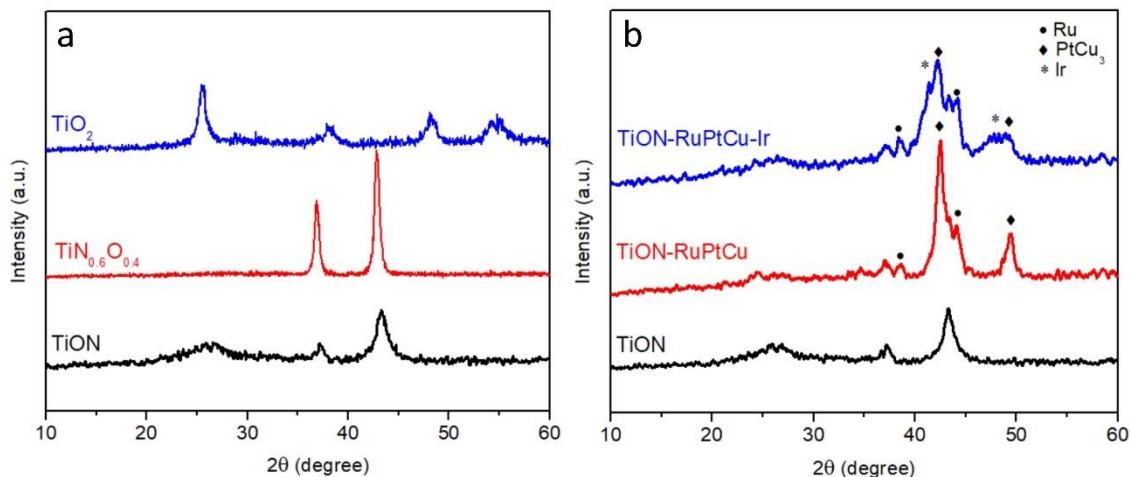 a
TiO2
TiN0.6O0.4
TiON
Intensity (a.u.)
10 20 30 40 50 60
2θ (degree)
b
● Ru
♦ PtCu3
* Ir
* ♦ ● * ♦
TiON-RuPtCu-Ir
● ♦ ● ♦
TiON-RuPtCu
TiON
Intensity (a.u.)
10 20 30 40 50 60
2θ (degree)